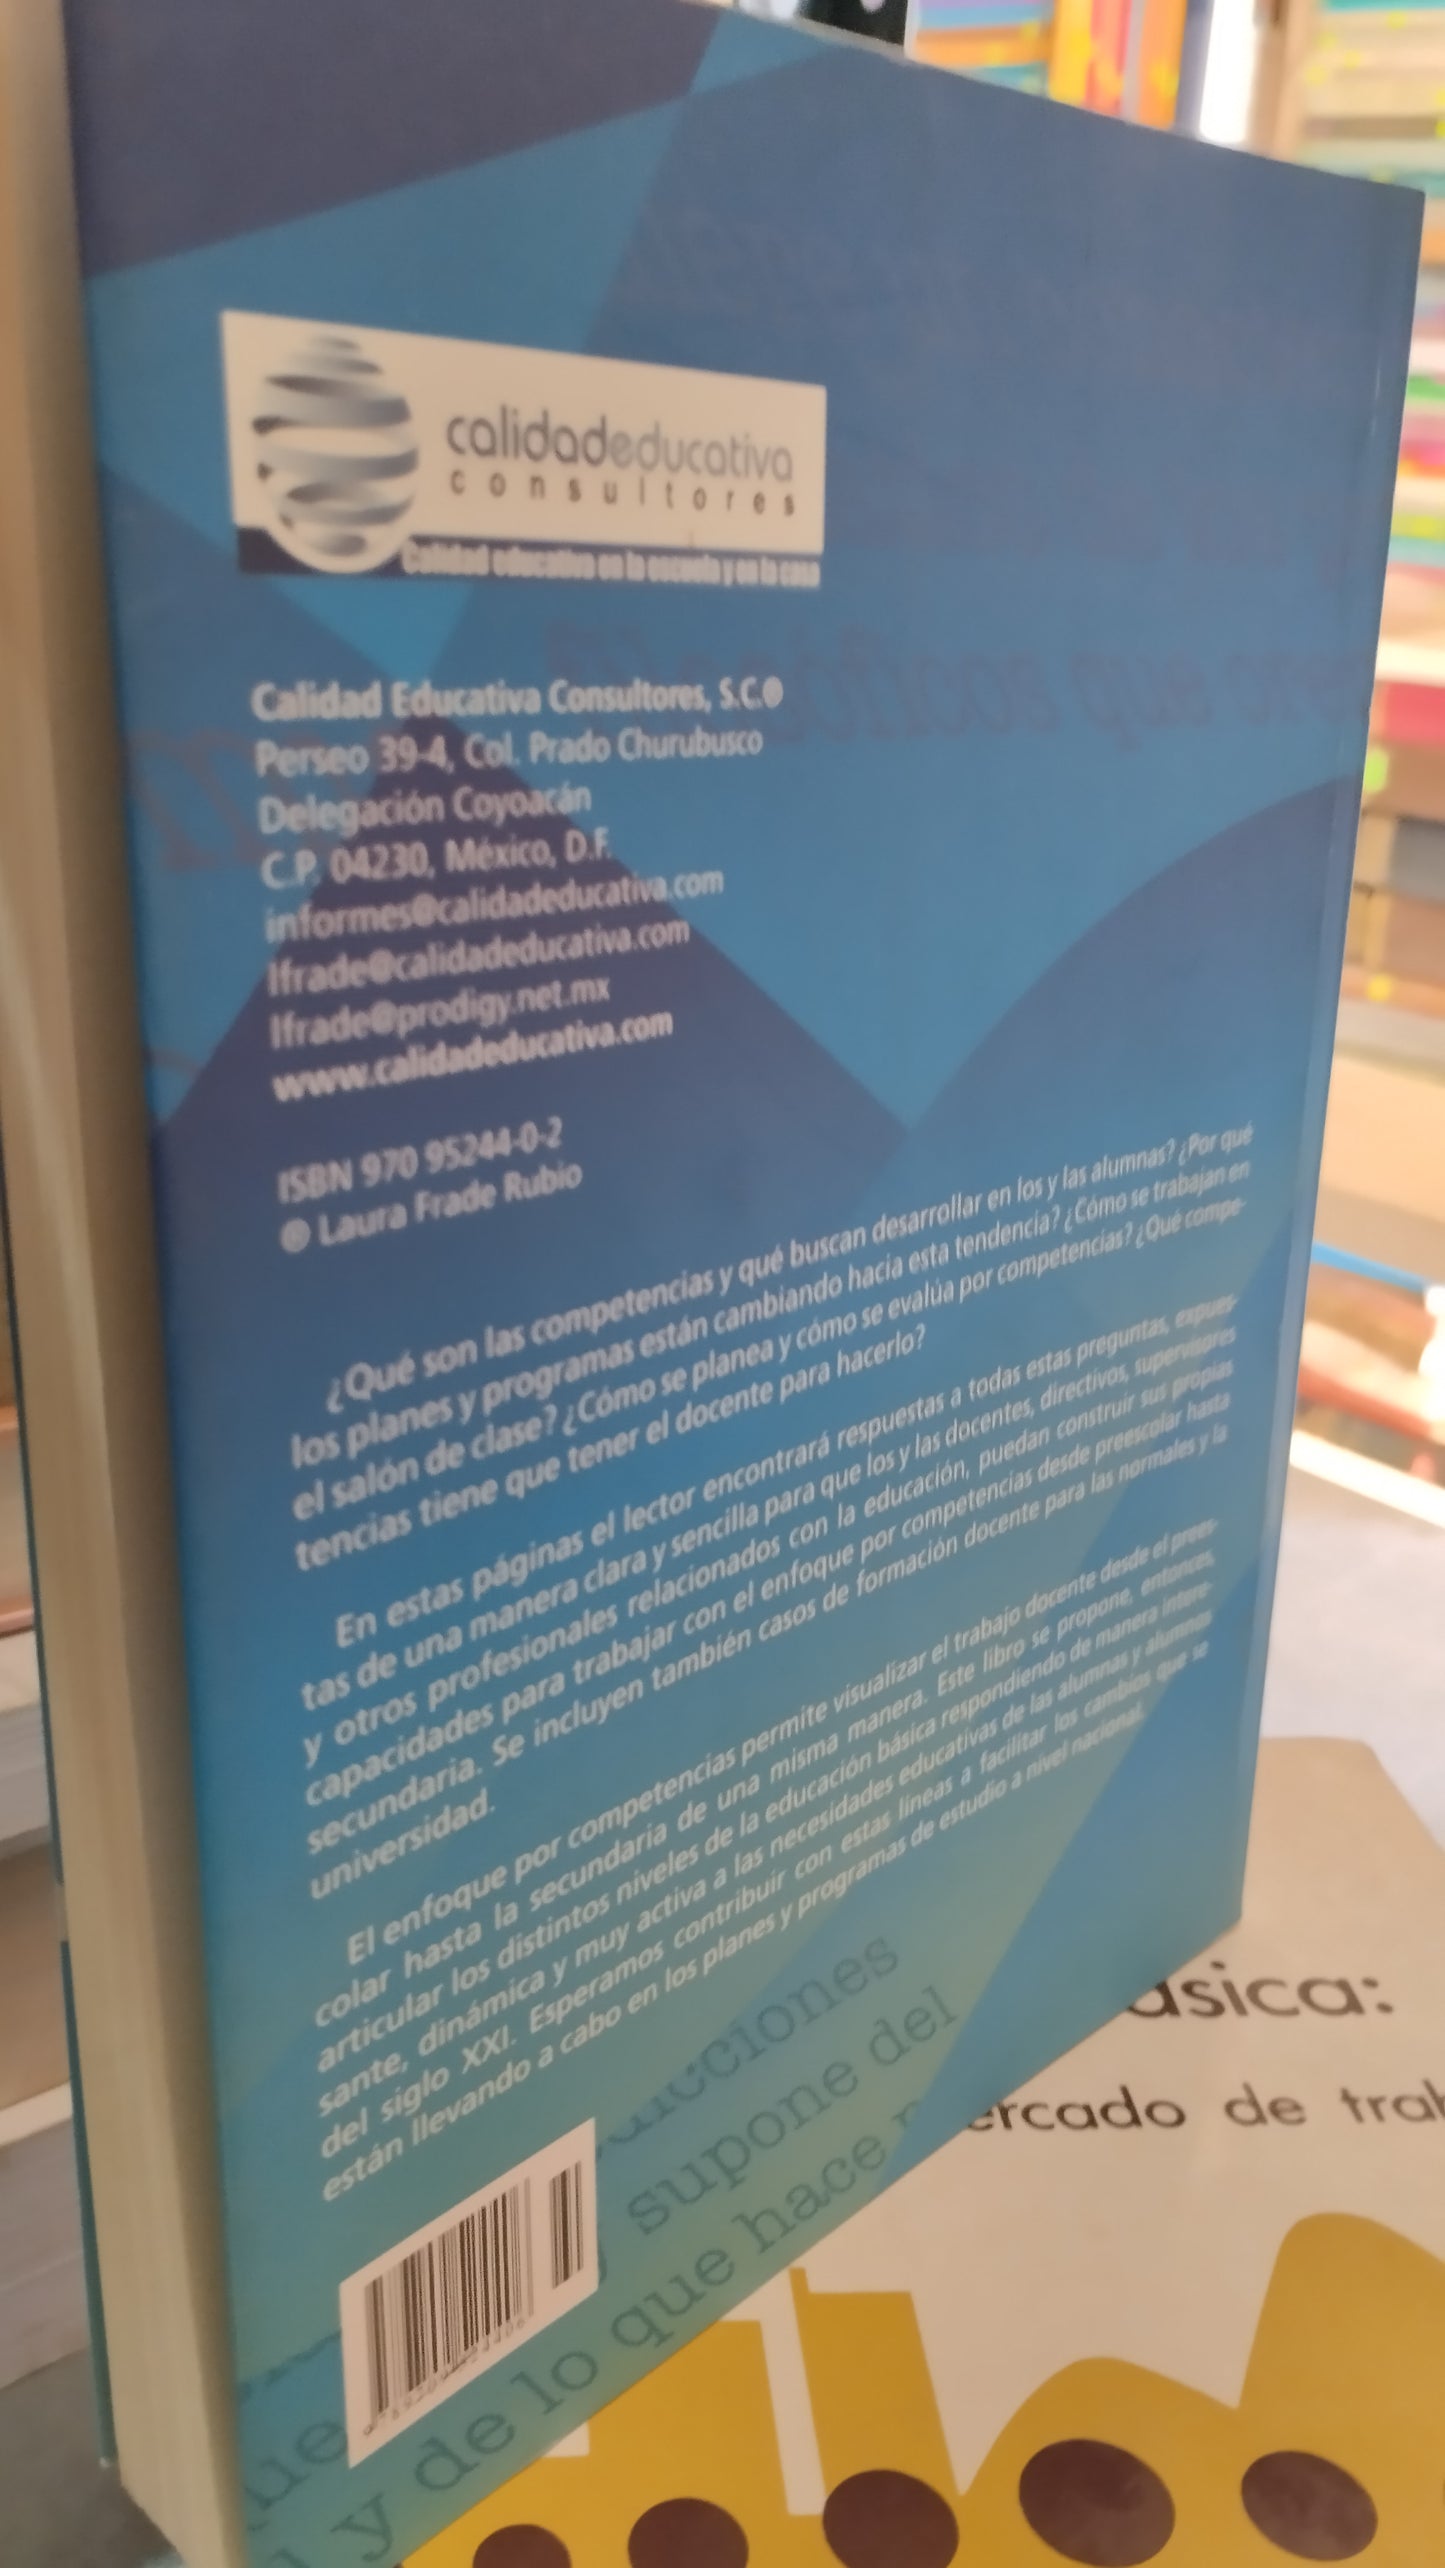 calidadeducativa
consultores
Calidad educativa en la escuela y en la casa
Calidad Educativa Consultores, S.C.®
Perseo 39-4, Col. Prado Churubusco
Delegación Coyoacán
C.P. 04230, México, D.F.
informes@calidadeducativa.com
lfrade@calidadeducativa.com
lfrade@prodigy.net.mx
www.calidadeducativa.com
ISBN 970 95244-0-2
® Laura Frade Rubio
¿Qué son las competencias y qué buscan desarrollar en los y las alumnas? ¿Por qué
los planes y programas están cambiando hacia esta tendencia? ¿Cómo se trabajan en
el salón de clase? ¿Cómo se planea y cómo se evalúa por competencias? ¿Qué compe-
tencias tiene que tener el docente para hacerlo?
En estas páginas el lector encontrará respuestas a todas estas preguntas, expues-
tas de una manera clara y sencilla para que los y las docentes, directivos, supervisores
y otros profesionales relacionados con la educación, puedan construir sus propias
capacidades para trabajar con el enfoque por competencias desde preescolar hasta
secundaria. Se incluyen también casos de formación docente para las normales y la
universidad.
El enfoque por competencias permite visualizar el trabajo docente desde el prees-
colar hasta la secundaria de una misma manera. Este libro se propone, entonces,
articular los distintos niveles de la educación básica respondiendo de manera intere-
sante, dinámica y muy activa a las necesidades educativas de las alumnas y alumnos
del siglo XXI. Esperamos contribuir con estas líneas a facilitar los cambios que se
están llevando a cabo en los planes y programas de estudio a nivel nacional.
supone del
y de lo que hace
ásica:
ercado de trab